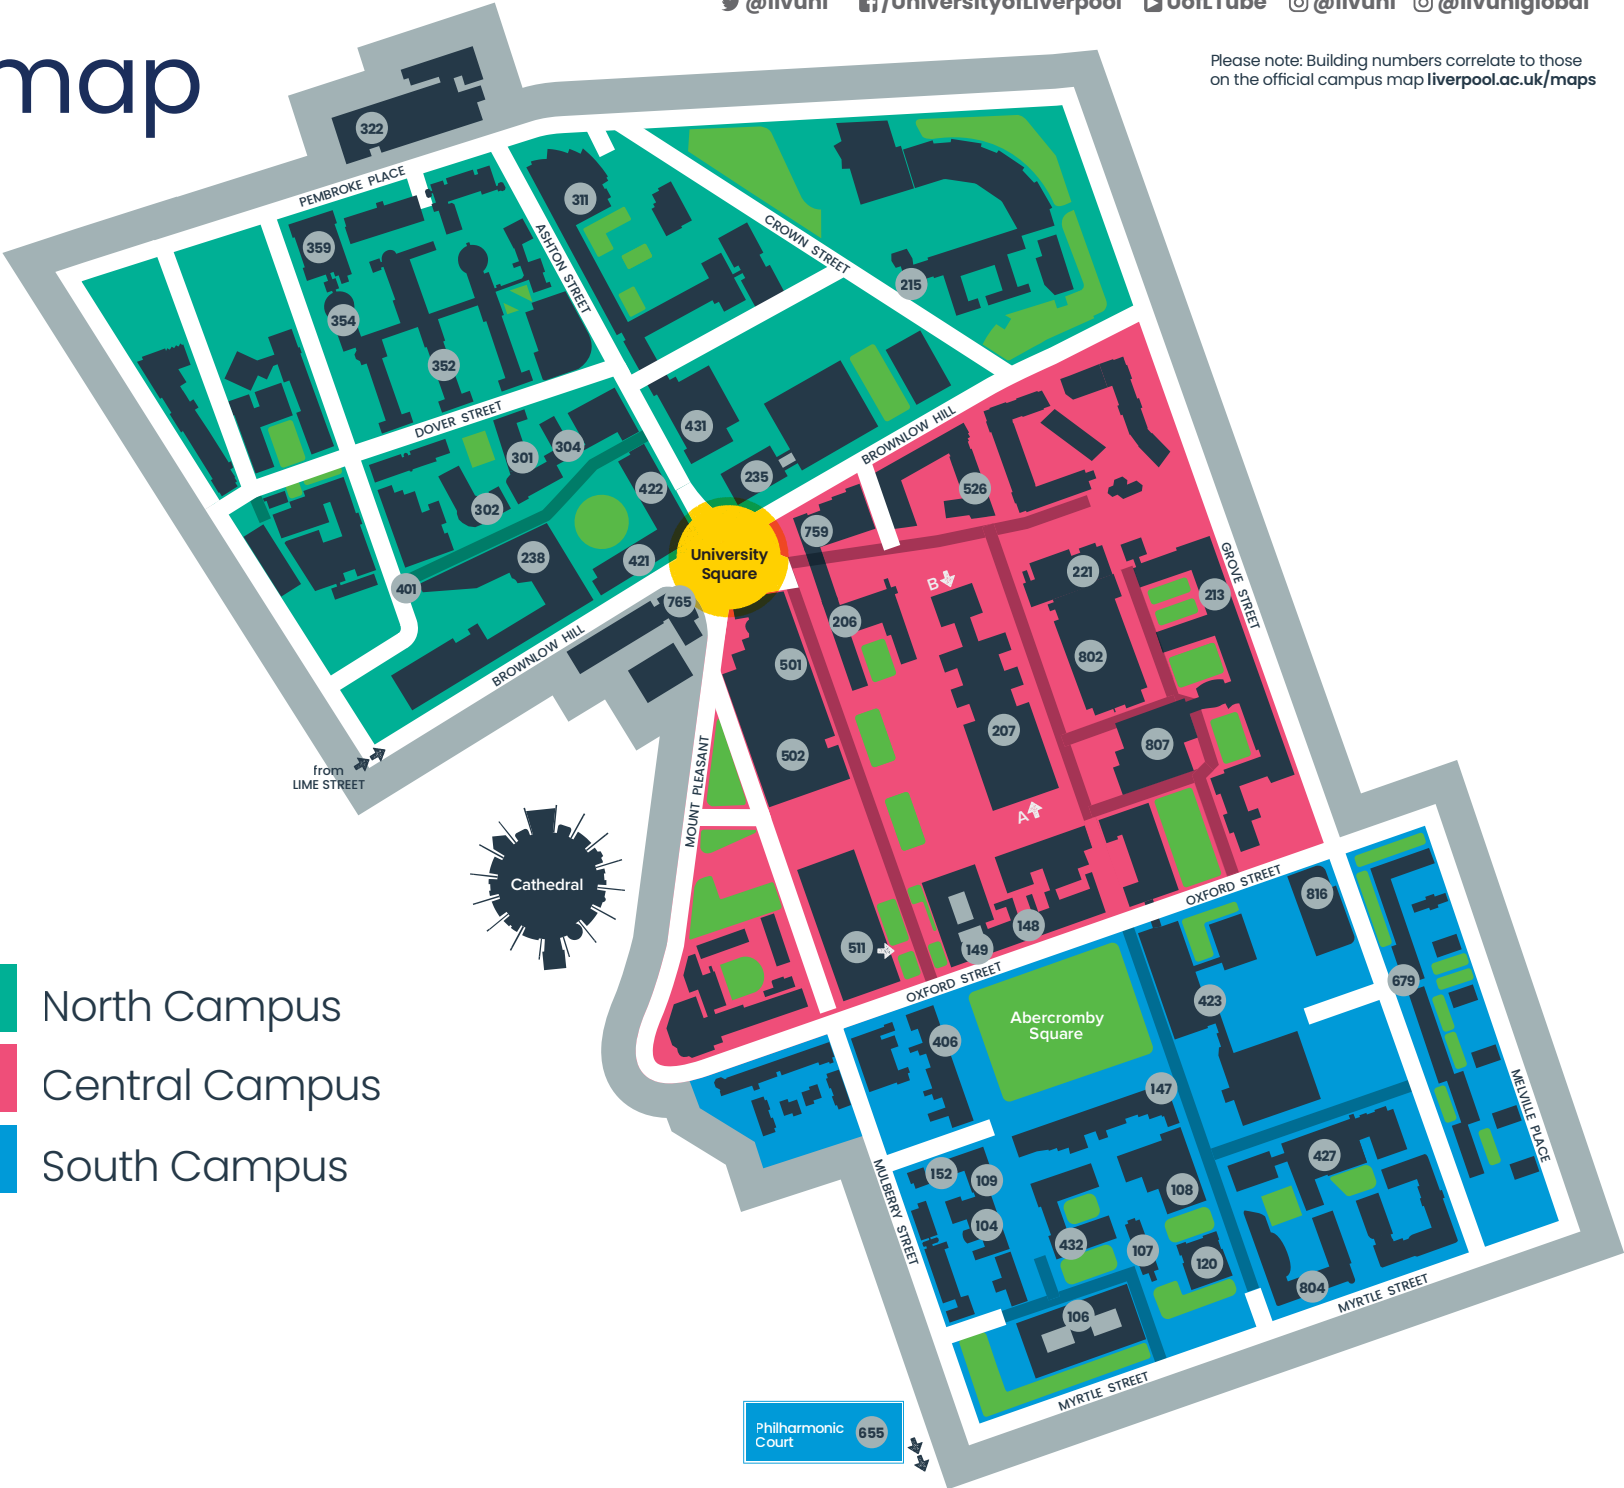 @livuni /UniversityofLiverpool UofLTube @livuni @livuniglobal
map
Please note: Building numbers correlate to those
on the official campus map liverpool.ac.uk/maps
322
PEMBROKE PLACE
311
359
ASHTON STREET
CROWN STREET
215
354
352
DOVER STREET
431
BROWNLOW HILL
301
304
235
422
526
302
759
University
Square
238
421
401
221
B
GROVE STREET
213
765
206
BROWNLOW HILL
501
802
207
807
502
MOUNT PLEASANT
from
LIME STREET
A
Cathedral
OXFORD STREET
816
148
511
149
OXFORD STREET
679
423
North Campus
Abercromby
Square
406
Central Campus
147
MELVILLE PLACE
South Campus
427
MULBERRY STREET
152
109
108
104
432
107
120
804
MYRTLE STREET
106
MYRTLE STREET
Philharmonic
Court
655